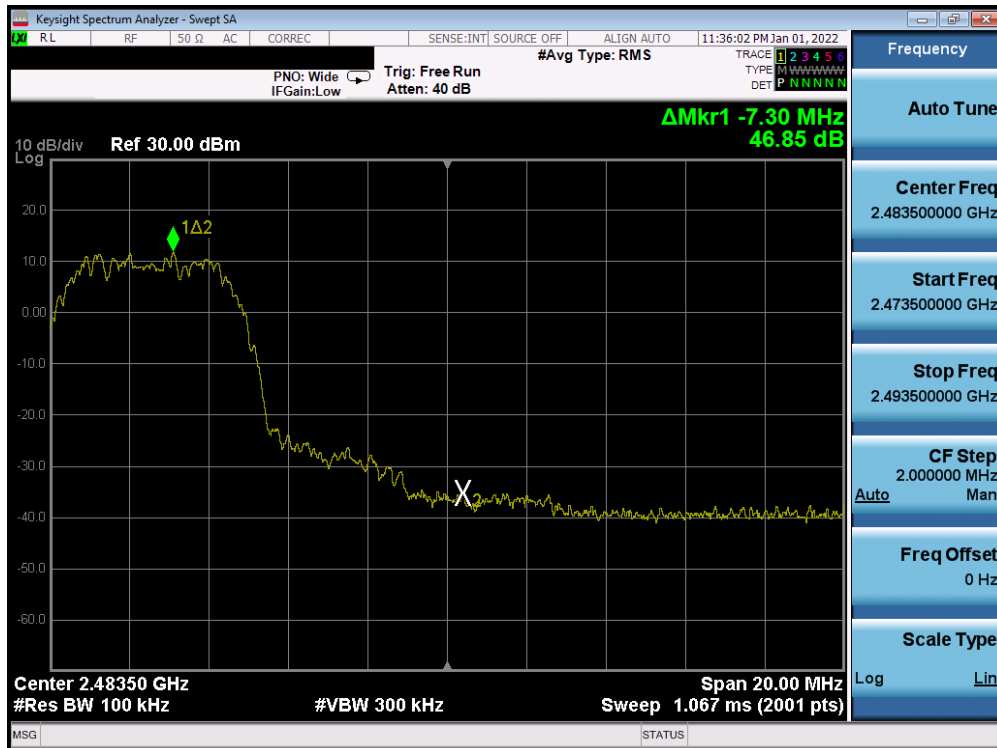 Keysight Spectrum Analyzer - Swept SA
LXI RL RF 50 Ω AC CORREC SENSE:INT SOURCE OFF ALIGN AUTO 11:36:02 PM Jan 01, 2022
#Avg Type: RMS
PNO: Wide
IFGain:Low
Trig: Free Run
Atten: 40 dB
TRACE 1 2 3 4 5 6
TYPE M W W W W W
DET P N N N N N
ΔMkr1 -7.30 MHz
46.85 dB
10 dB/div Ref 30.00 dBm
Log
20.0
10.0
0.00
-10.0
-20.0
-30.0
-40.0
-50.0
-60.0
1Δ2
X2
Center 2.48350 GHz Span 20.00 MHz
#Res BW 100 kHz #VBW 300 kHz Sweep 1.067 ms (2001 pts)
MSG STATUS
Frequency
Auto Tune
Center Freq
2.483500000 GHz
Start Freq
2.473500000 GHz
Stop Freq
2.493500000 GHz
CF Step
2.000000 MHz
Auto Man
Freq Offset
0 Hz
Scale Type
Log Lin